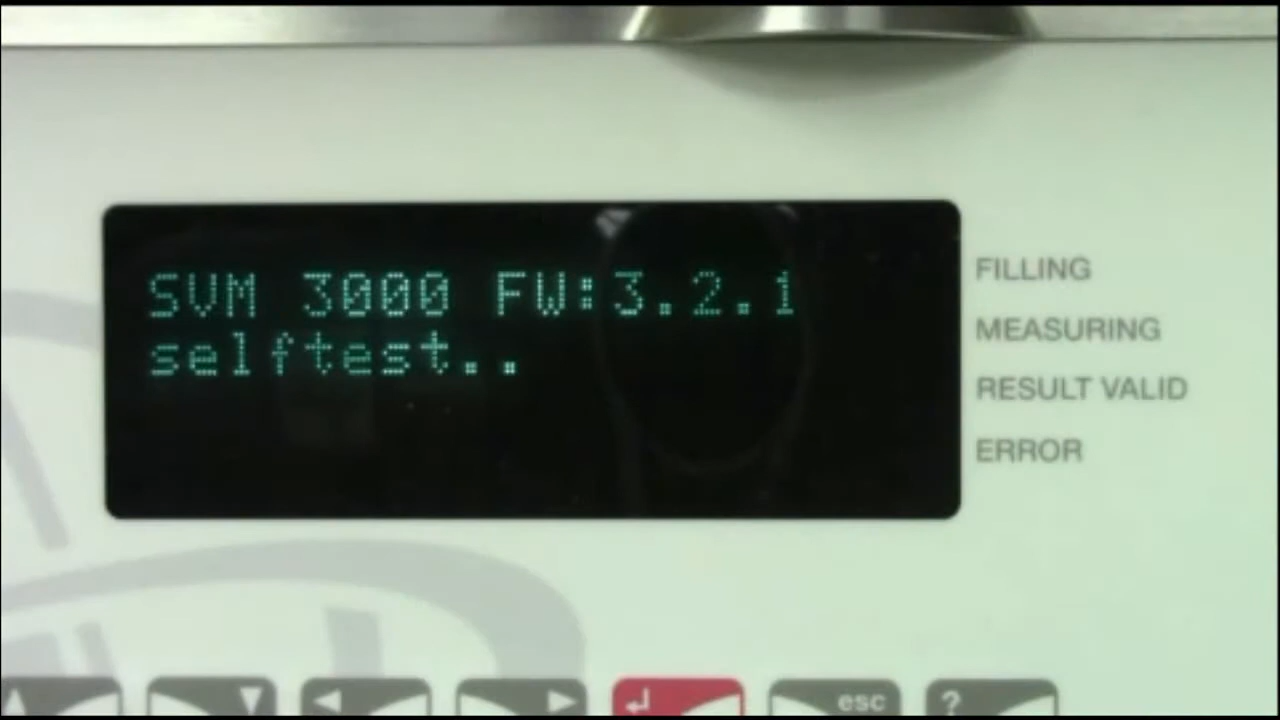 SVM 3000 FW:3.2.1
selftest..
FILLING
MEASURING
RESULT VALID
ERROR
esc
?